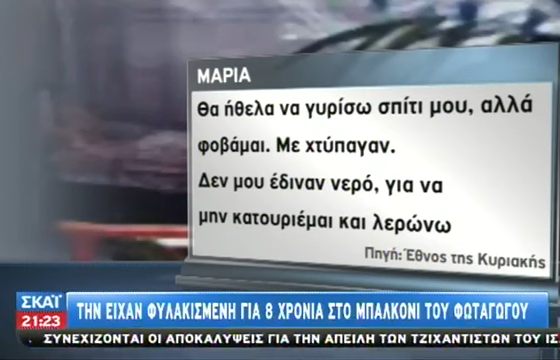 ΜΑΡΙΑ
Θα ήθελα να γυρίσω σπίτι μου, αλλά
φοβάμαι. Με χτύπαγαν.
Δεν μου έδιναν νερό, για να
μην κατουριέμαι και λερώνω
Πηγή: Έθνος της Κυριακής
ΣΚΑΪ
21:23
ΤΗΝ ΕΙΧΑΝ ΦΥΛΑΚΙΣΜΕΝΗ ΓΙΑ 8 ΧΡΟΝΙΑ ΣΤΟ ΜΠΑΛΚΟΝΙ ΤΟΥ ΦΩΤΑΓΩΓΟΥ
ΣΥΝΕΧΙΖΟΝΤΑΙ ΟΙ ΑΠΟΚΑΛΥΨΕΙΣ ΓΙΑ ΤΗΝ ΑΠΕΙΛΗ ΤΩΝ ΤΖΙΧΑΝΤΙΣΤΩΝ ΤΟΥ